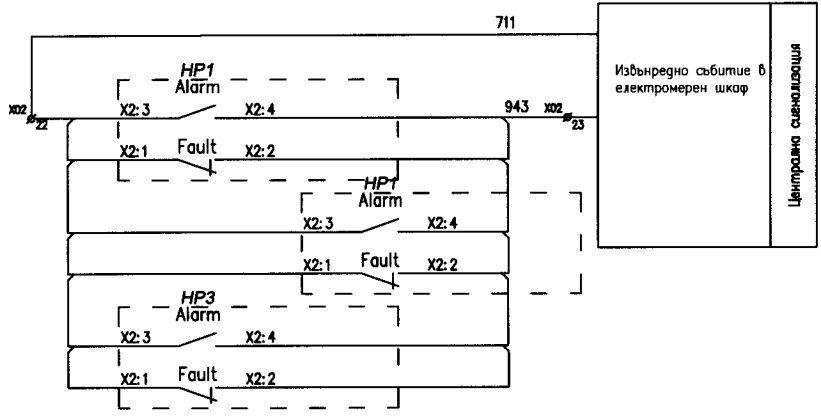 711
Извънредно събитие в
електромерен шкаф
Централна сигнализация
HP1
Alarm
X02
22
X2:3
X2:4
943
X02
23
X2:1
Fault
X2:2
HP1
Alarm
X2:3
X2:4
X2:1
Fault
X2:2
HP3
Alarm
X2:3
X2:4
X2:1
Fault
X2:2